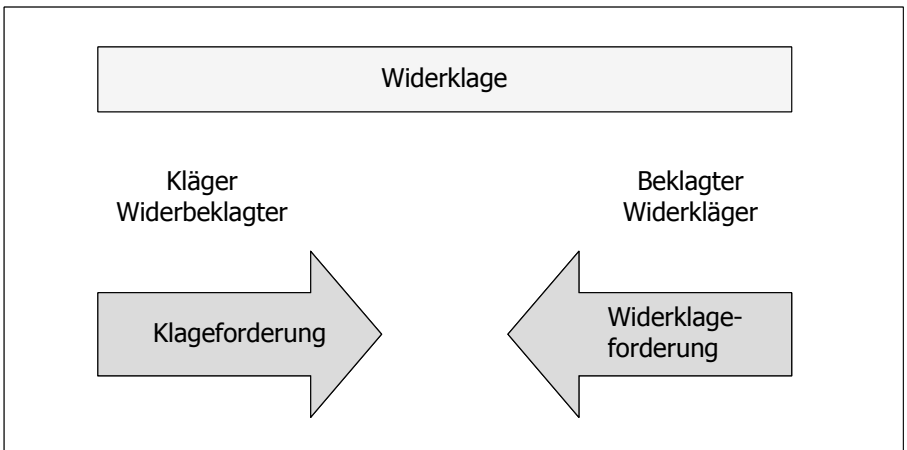 Widerklage
Kläger
Widerbeklagter
Beklagter
Widerkläger
Klageforderung
Widerklage-
forderung